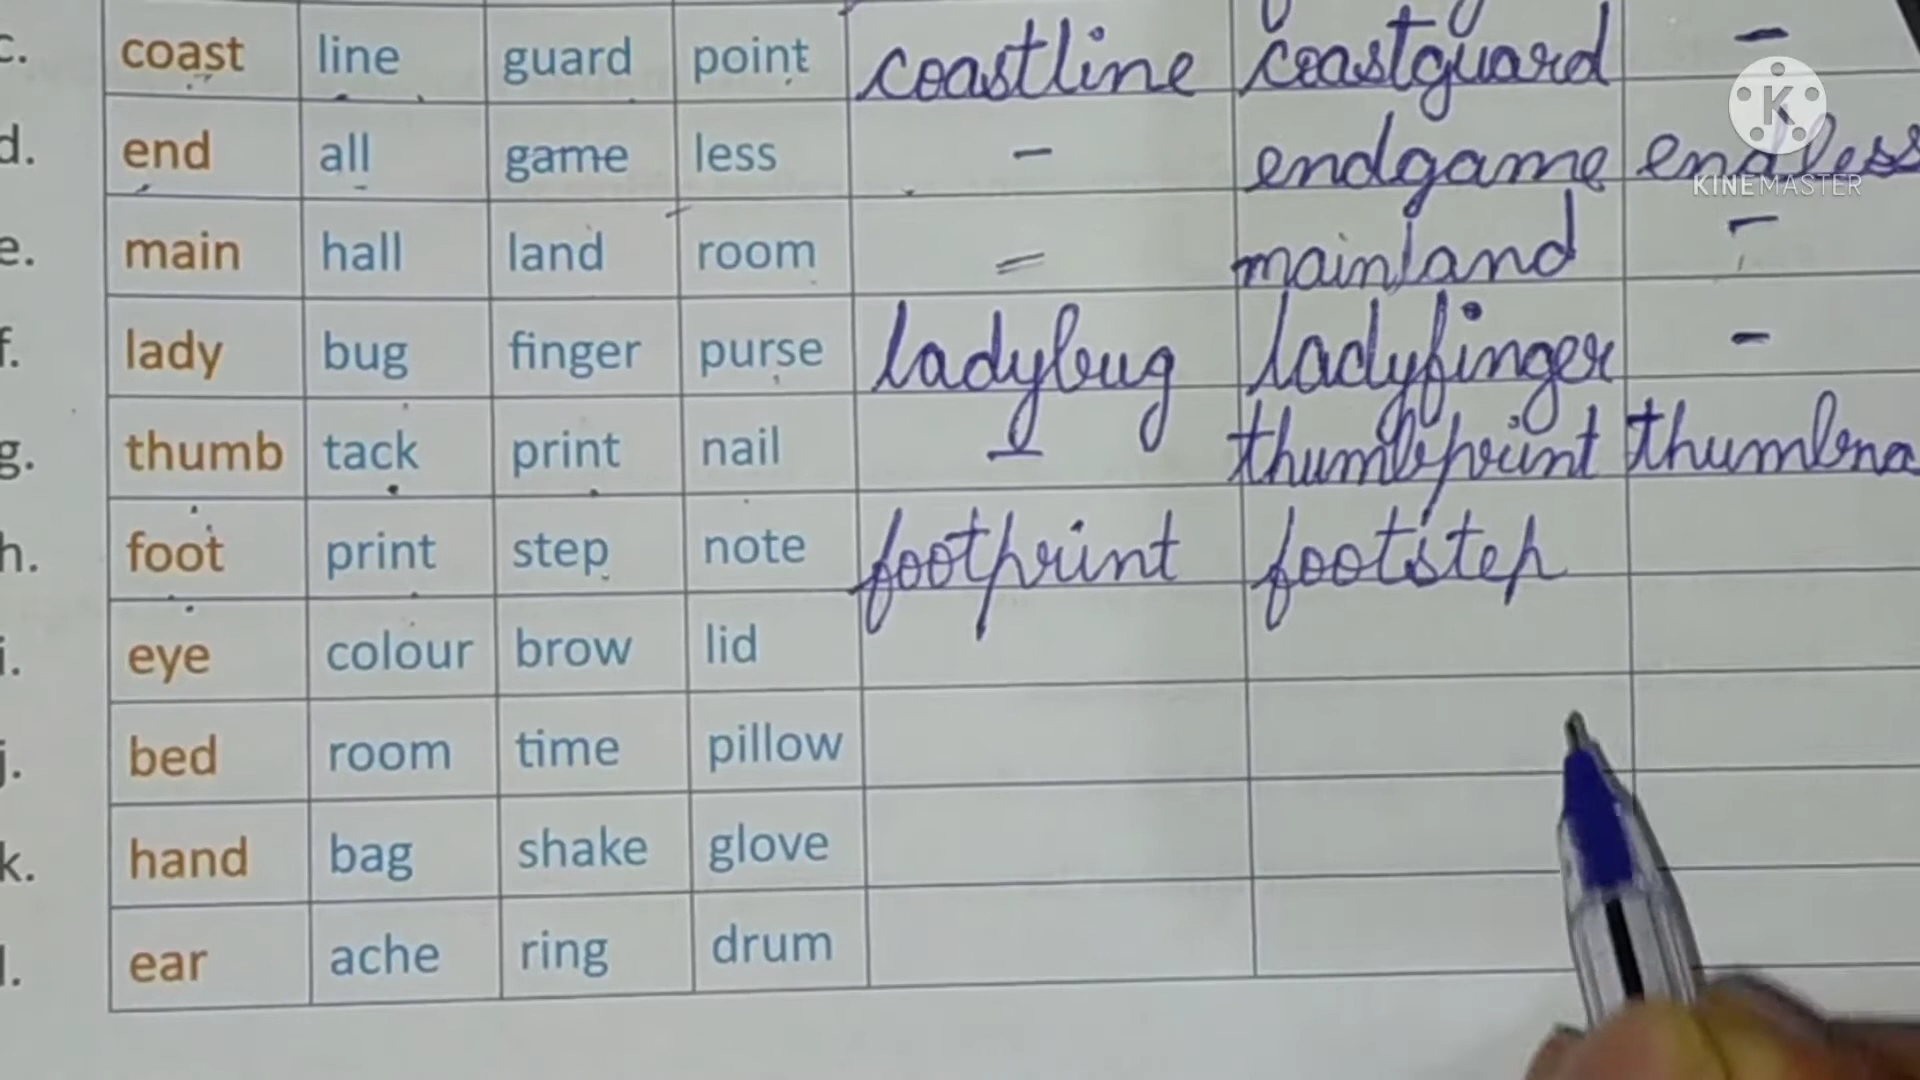 c. coast line guard point coastline coastguard -
d. end all game less - endgame endless
e. main hall land room = mainland -
f. lady bug finger purse ladybug ladyfinger -
g. thumb tack print nail - thumbprint thumbna
h. foot print step note footprint footstep
i. eye colour brow lid
j. bed room time pillow
k. hand bag shake glove
l. ear ache ring drum
K
KINEMASTER